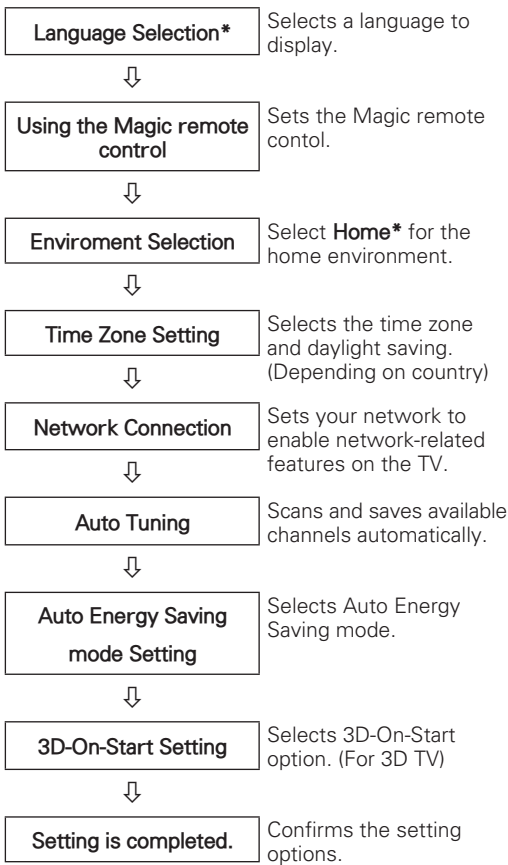 Language Selection*
Selects a language to
display.
Using the Magic remote
control
Sets the Magic remote
contol.
Enviroment Selection
Select Home* for the
home environment.
Time Zone Setting
Selects the time zone
and daylight saving.
(Depending on country)
Network Connection
Sets your network to
enable network-related
features on the TV.
Auto Tuning
Scans and saves available
channels automatically.
Auto Energy Saving
mode Setting
Selects Auto Energy
Saving mode.
3D-On-Start Setting
Selects 3D-On-Start
option. (For 3D TV)
Setting is completed.
Confirms the setting
options.